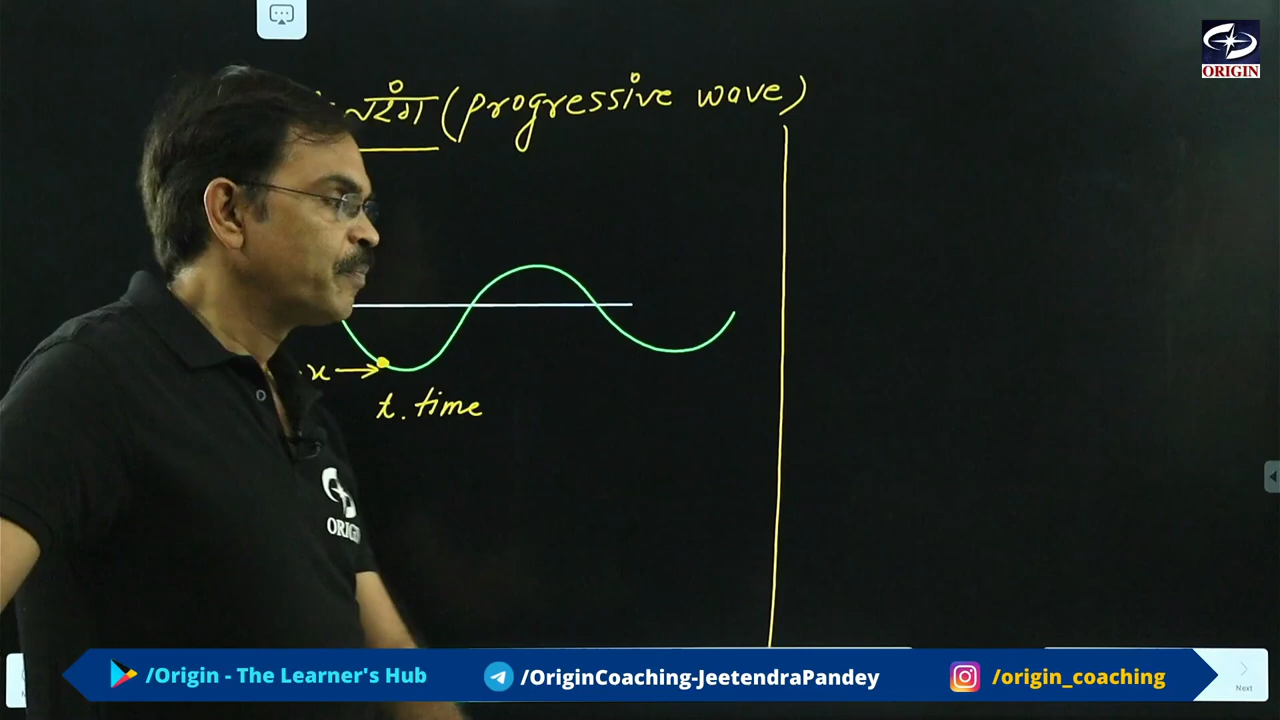 ORIGIN
तरंग (progressive wave)
x
t. time
ORIGIN
/Origin - The Learner's Hub /OriginCoaching-JeetendraPandey /origin_coaching
Next